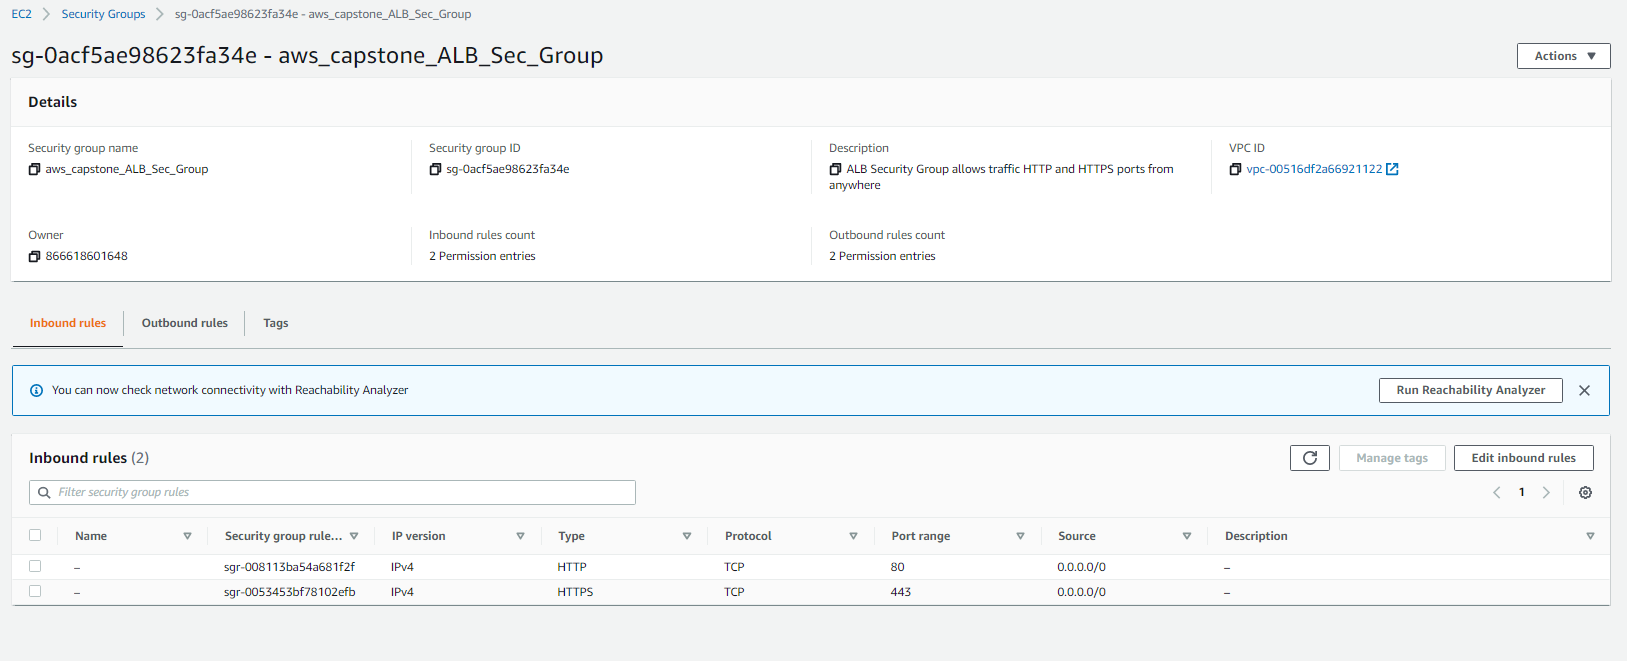 EC2 Security Groups sg-0acf5ae98623fa34e - aws_capstone_ALB_Sec_Group
sg-0acf5ae98623fa34e - aws_capstone_ALB_Sec_Group
Actions
Details
Security group name
aws_capstone_ALB_Sec_Group
Security group ID
sg-0acf5ae98623fa34e
Description
ALB Security Group allows traffic HTTP and HTTPS ports from
anywhere
VPC ID
vpc-00516df2a66921122
Owner
866618601648
Inbound rules count
2 Permission entries
Outbound rules count
2 Permission entries
Inbound rules Outbound rules Tags
You can now check network connectivity with Reachability Analyzer Run Reachability Analyzer
Inbound rules (2) Manage tags Edit inbound rules
Filter security group rules 1
Name Security group rule... IP version Type Protocol Port range Source Description
– sgr-008113ba54a681f2f IPv4 HTTP TCP 80 0.0.0.0/0 –
– sgr-0053453bf78102efb IPv4 HTTPS TCP 443 0.0.0.0/0 –